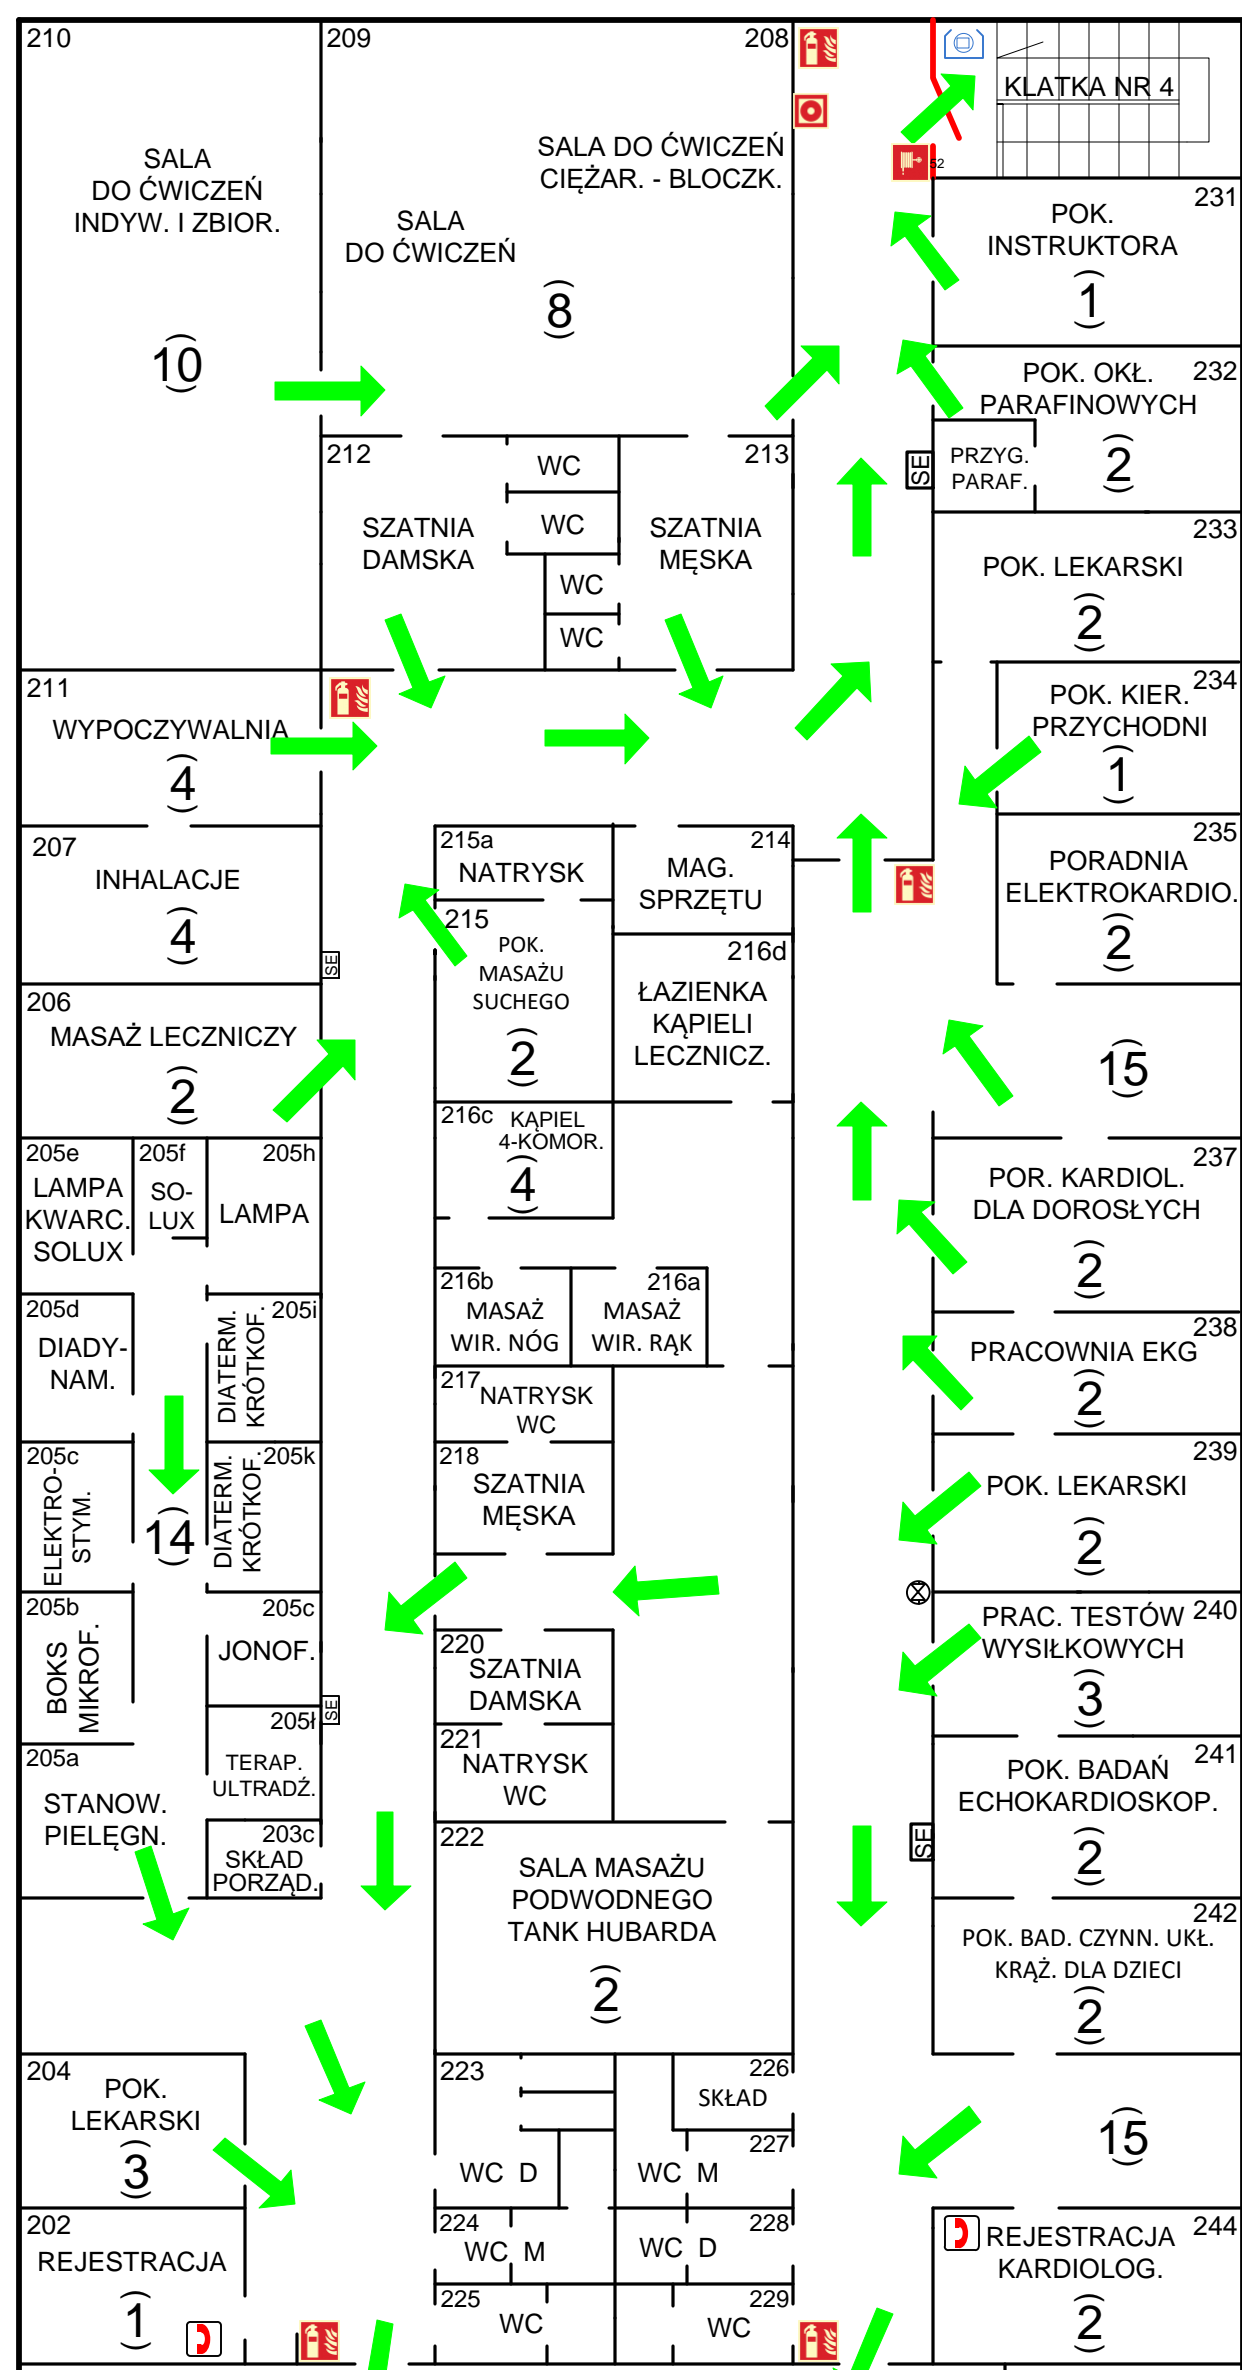 210
209
208
KLATKA NR 4
SALA
DO ĆWICZEŃ
INDYW. I ZBIOR.
(10)
SALA DO ĆWICZEŃ
CIĘŻAR. - BLOCZK.
SALA
DO ĆWICZEŃ
(8)
52
231
POK.
INSTRUKTORA
(1)
232
POK. OKŁ.
PARAFINOWYCH
(2)
PRZYG.
PARAF.
SE
212
SZATNIA
DAMSKA
WC
WC
WC
WC
213
SZATNIA
MĘSKA
233
POK. LEKARSKI
(2)
211
WYPOCZYWALNIA
(4)
234
POK. KIER.
PRZYCHODNI
(1)
207
INHALACJE
(4)
SE
215a
NATRYSK
214
MAG.
SPRZĘTU
235
PORADNIA
ELEKTROKARDIO.
(2)
215
POK.
MASAŻU
SUCHEGO
(2)
216d
ŁAZIENKA
KĄPIELI
LECZNICZ.
206
MASAŻ LECZNICZY
(2)
(15)
216c
KĄPIEL
4-KOMOR.
(4)
205e
LAMPA
KWARC.
SOLUX
205f
SO-
LUX
205h
LAMPA
237
POR. KARDIOL.
DLA DOROSŁYCH
(2)
216b
MASAŻ
WIR. NÓG
216a
MASAŻ
WIR. RĄK
205d
DIADY-
NAM.
205i
DIATERM.
KRÓTKOF.
238
PRACOWNIA EKG
(2)
217
NATRYSK
WC
205c
ELEKTRO-
STYM.
(14)
205k
DIATERM.
KRÓTKOF.
218
SZATNIA
MĘSKA
239
POK. LEKARSKI
(2)
205b
BOKS
MIKROF.
205c
JONOF.
220
SZATNIA
DAMSKA
240
PRAC. TESTÓW
WYSIŁKOWYCH
(3)
205ł
TERAP.
ULTRADŹ.
SE
221
NATRYSK
WC
241
POK. BADAŃ
ECHOKARDIOSKOP.
(2)
SE
205a
STANOW.
PIELĘGN.
203c
SKŁAD
PORZĄD.
222
SALA MASAŻU
PODWODNEGO
TANK HUBARDA
(2)
242
POK. BAD. CZYNN. UKŁ.
KRĄŻ. DLA DZIECI
(2)
204
POK.
LEKARSKI
(3)
223
WC D
226
SKŁAD
227
WC M
(15)
202
REJESTRACJA
(1)
224
WC M
228
WC D
225
WC
229
WC
244
REJESTRACJA
KARDIOLOG.
(2)